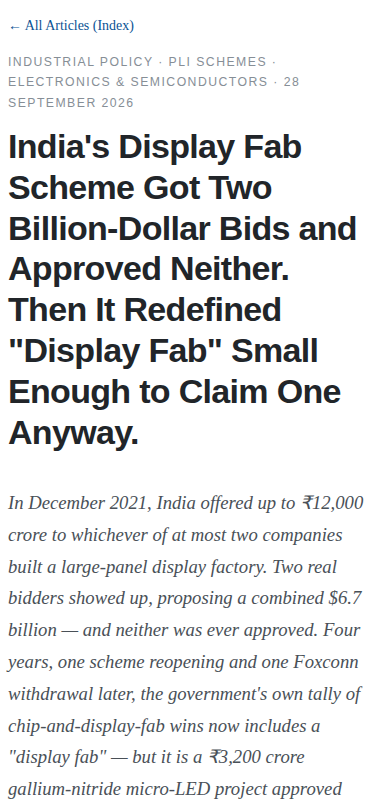 ← All Articles (Index)
INDUSTRIAL POLICY · PLI SCHEMES ·
ELECTRONICS & SEMICONDUCTORS · 28
SEPTEMBER 2026
India's Display Fab
Scheme Got Two
Billion-Dollar Bids and
Approved Neither.
Then It Redefined
"Display Fab" Small
Enough to Claim One
Anyway.
In December 2021, India offered up to ₹12,000
crore to whichever of at most two companies
built a large-panel display factory. Two real
bidders showed up, proposing a combined $6.7
billion — and neither was ever approved. Four
years, one scheme reopening and one Foxconn
withdrawal later, the government's own tally of
chip-and-display-fab wins now includes a
"display fab" — but it is a ₹3,200 crore
gallium-nitride micro-LED project approved